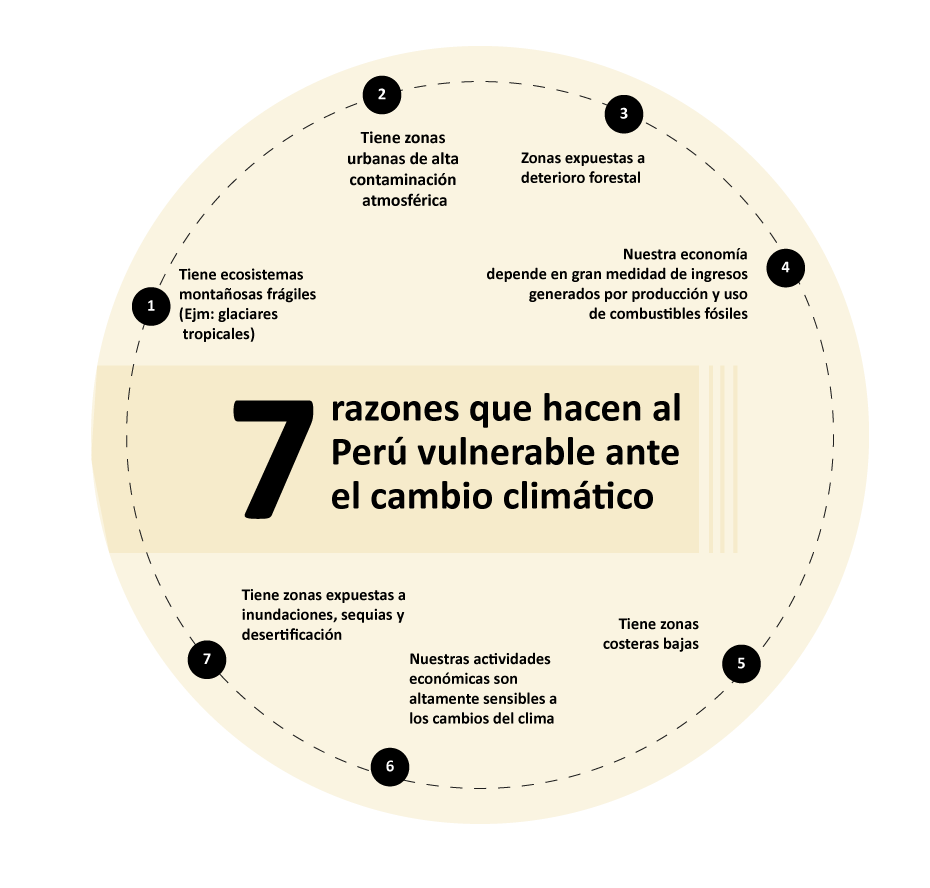 2
Tiene zonas
urbanas de alta
contaminación
atmosférica
3
Zonas expuestas a
deterioro forestal
1
Tiene ecosistemas
montañosas frágiles
(Ejm: glaciares
tropicales)
4
Nuestra economía
depende en gran medidad de ingresos
generados por producción y uso
de combustibles fósiles
7 razones que hacen al
Perú vulnerable ante
el cambio climático
7
Tiene zonas expuestas a
inundaciones, sequias y
desertificación
6
Nuestras actividades
económicas son
altamente sensibles a
los cambios del clima
5
Tiene zonas
costeras bajas